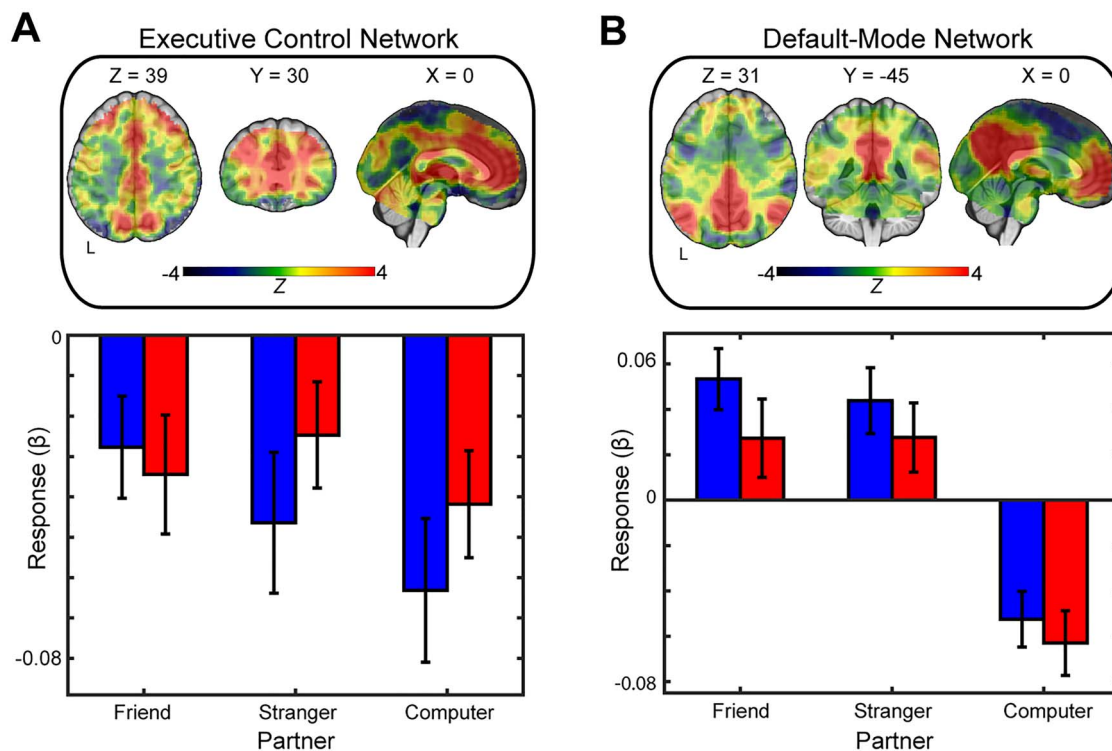 A
Executive Control Network
Z = 39 Y = 30 X = 0
L
-4 4
Z
0
Response (β)
-0.08
Friend Stranger Computer
Partner
B
Default-Mode Network
Z = 31 Y = -45 X = 0
L
-4 4
Z
0.06
0
Response (β)
-0.08
Friend Stranger Computer
Partner